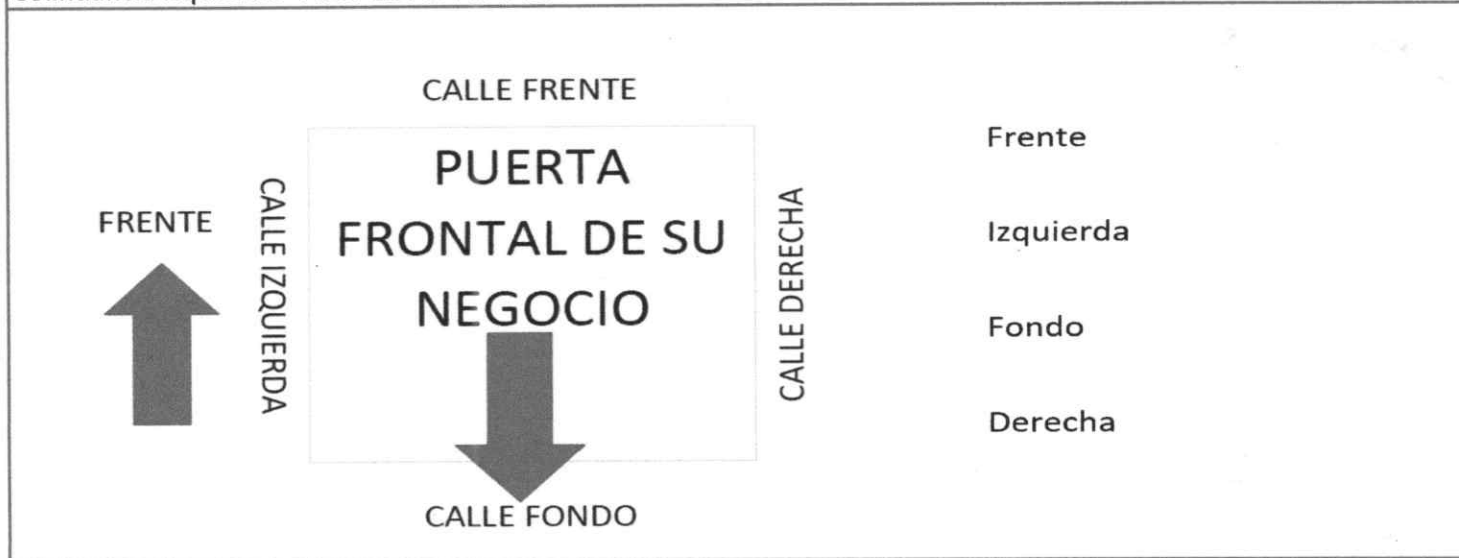 CALLE FRENTE
PUERTA
FRONTAL DE SU
NEGOCIO
FRENTE
CALLE IZQUIERDA
CALLE DERECHA
CALLE FONDO
Frente
Izquierda
Fondo
Derecha